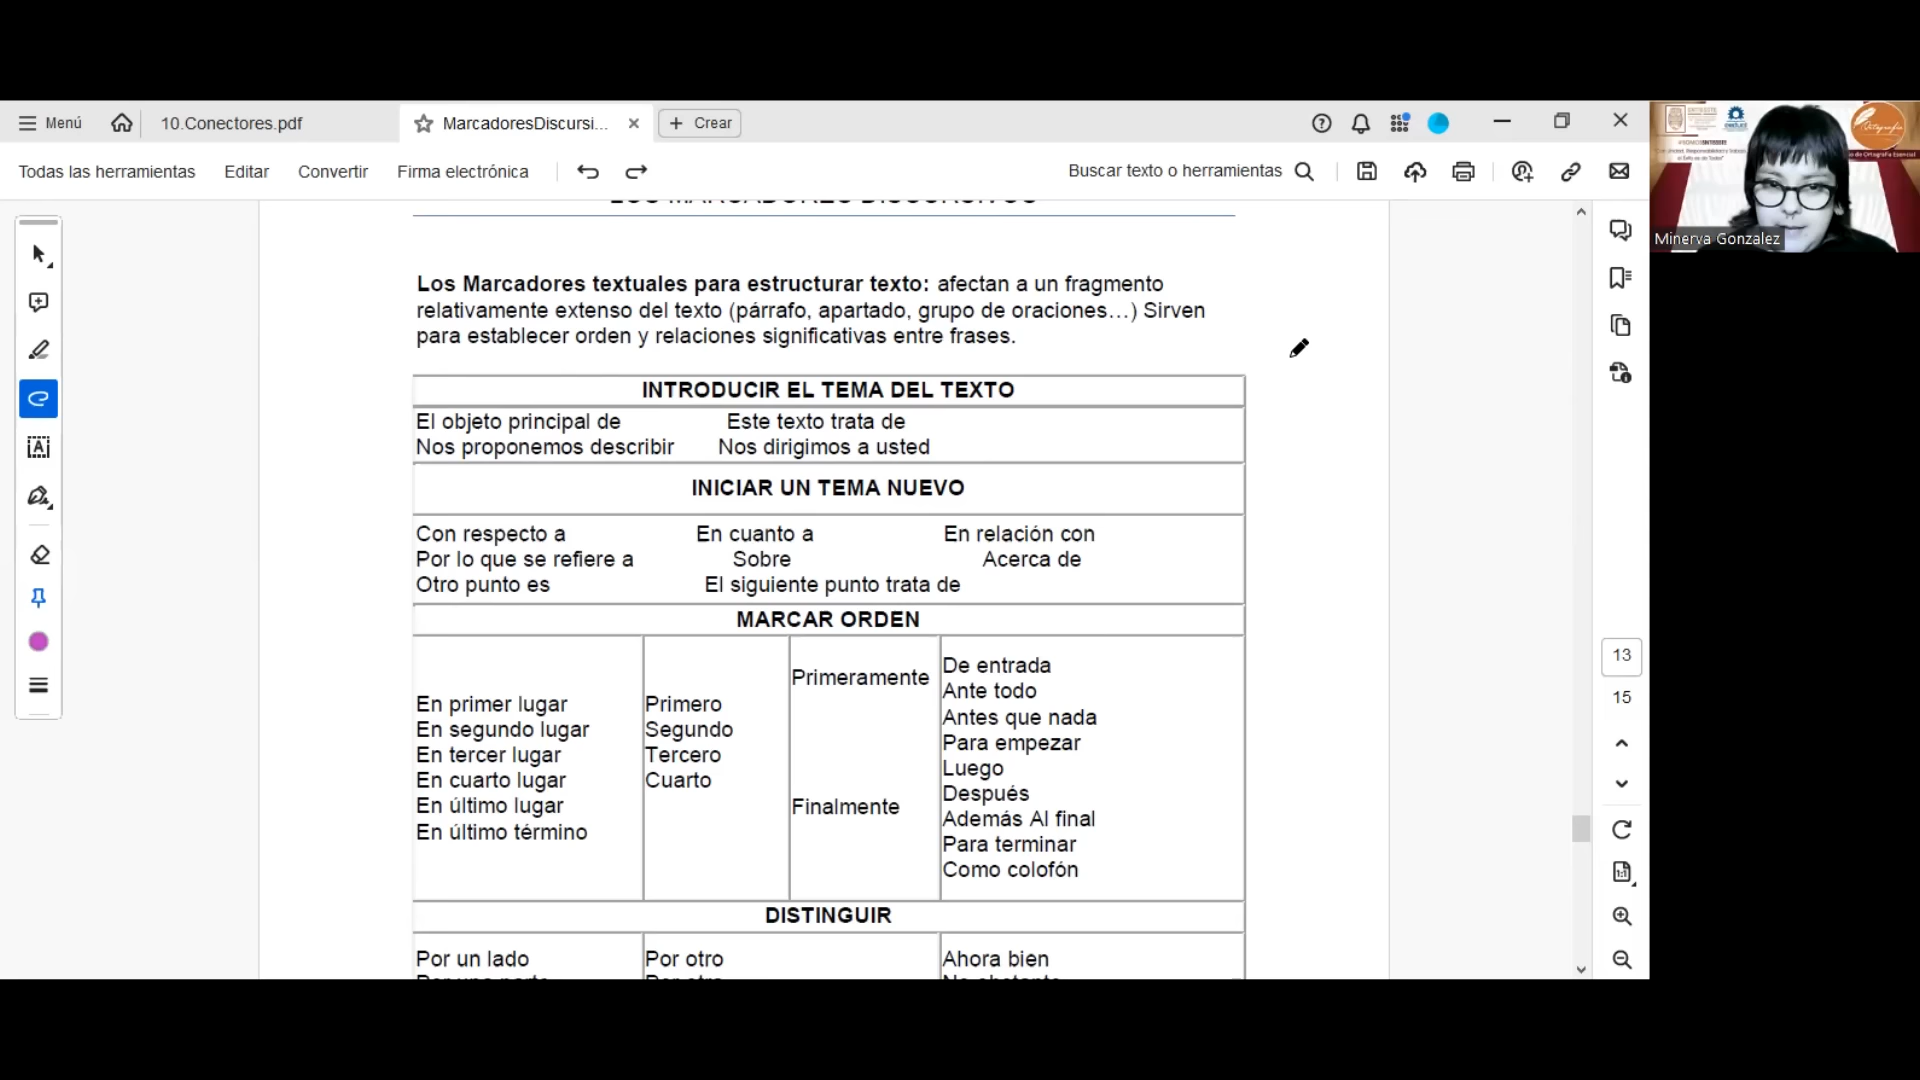 Menú
10.Conectores.pdf
MarcadoresDiscursi...
Crear
Todas las herramientas
Editar
Convertir
Firma electrónica
Buscar texto o herramientas
LOS MARCADORES DISCURSIVOS
Los Marcadores textuales para estructurar texto: afectan a un fragmento
relativamente extenso del texto (párrafo, apartado, grupo de oraciones…) Sirven
para establecer orden y relaciones significativas entre frases.
INTRODUCIR EL TEMA DEL TEXTO
El objeto principal de Este texto trata de
Nos proponemos describir Nos dirigimos a usted
INICIAR UN TEMA NUEVO
Con respecto a En cuanto a En relación con
Por lo que se refiere a Sobre Acerca de
Otro punto es El siguiente punto trata de
MARCAR ORDEN
En primer lugar
En segundo lugar
En tercer lugar
En cuarto lugar
En último lugar
En último término
Primero
Segundo
Tercero
Cuarto
Primeramente
Finalmente
De entrada
Ante todo
Antes que nada
Para empezar
Luego
Después
Además Al final
Para terminar
Como colofón
DISTINGUIR
Por un lado Por otro Ahora bien
13
15
1:1
Minerva Gonzalez
Ortografía
#SOMOSENTSISTE